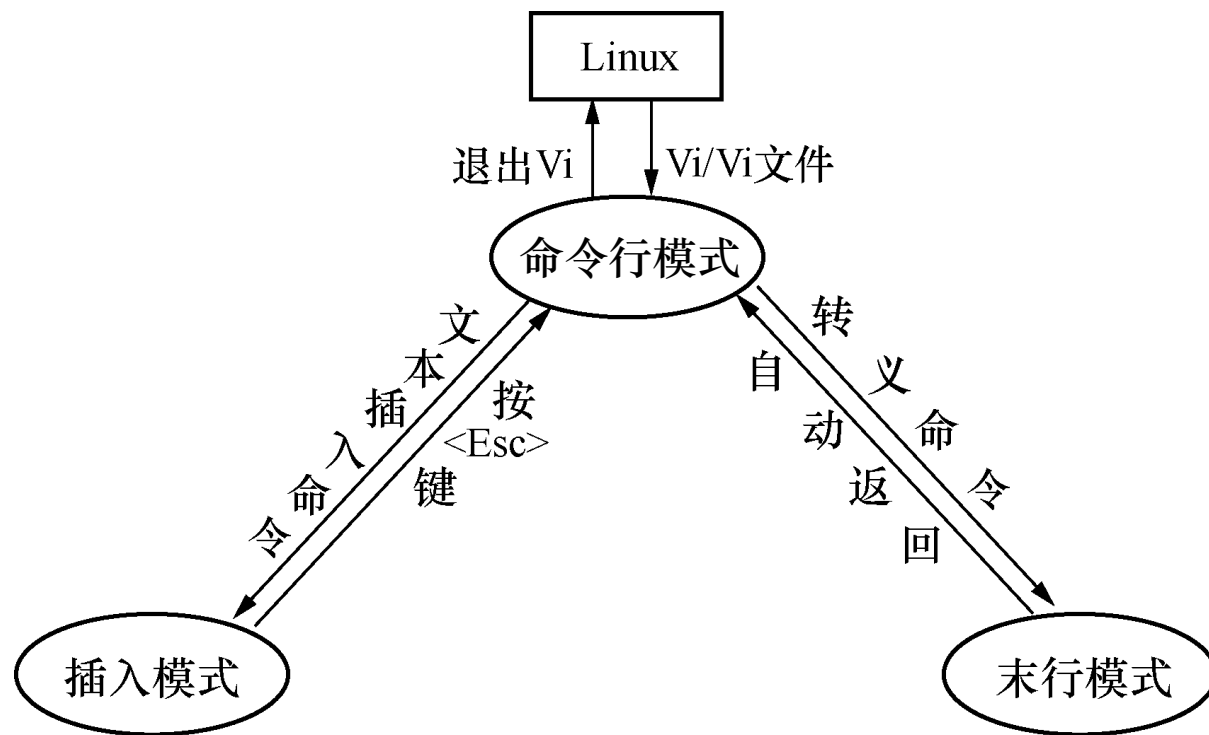 Linux
退出Vi
Vi/Vi文件
命令行模式
文本插入命令
按<Esc>键
转义命令
自动返回
插入模式
末行模式